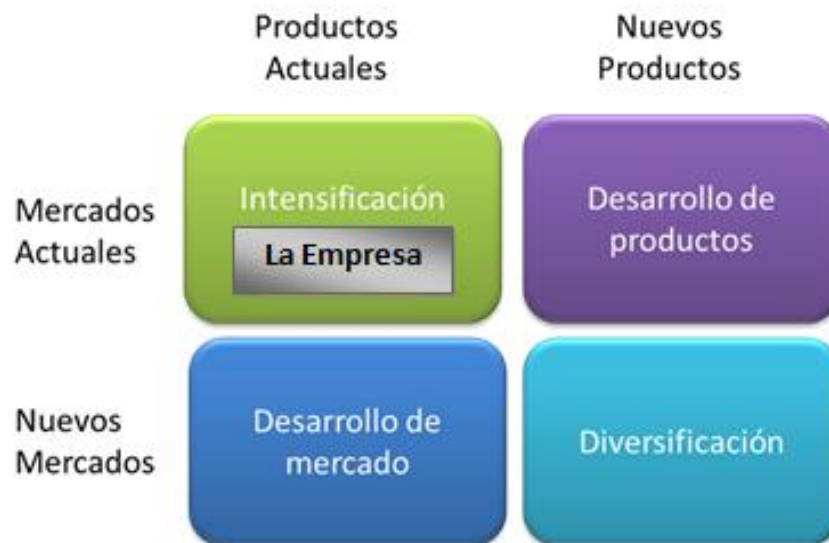 Productos
Actuales
Nuevos
Productos
Mercados
Actuales
Intensificación
La Empresa
Desarrollo de
productos
Nuevos
Mercados
Desarrollo de
mercado
Diversificación